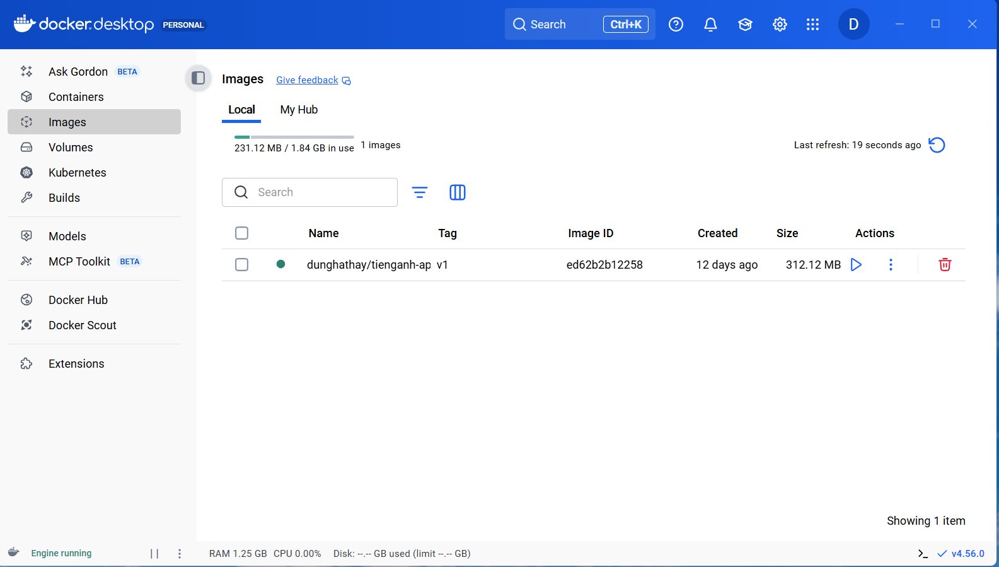 docker.desktop PERSONAL
Search Ctrl+K
D
Ask Gordon BETA
Containers
Images
Volumes
Kubernetes
Builds
Models
MCP Toolkit BETA
Docker Hub
Docker Scout
Extensions
Images Give feedback
Local My Hub
231.12 MB / 1.84 GB in use 1 images
Last refresh: 19 seconds ago
Search
Name Tag Image ID Created Size Actions
dunghathay/tienganh-ap v1 ed62b2b12258 12 days ago 312.12 MB
Showing 1 item
Engine running
RAM 1.25 GB CPU 0.00% Disk: --.-- GB used (limit --.-- GB)
v4.56.0